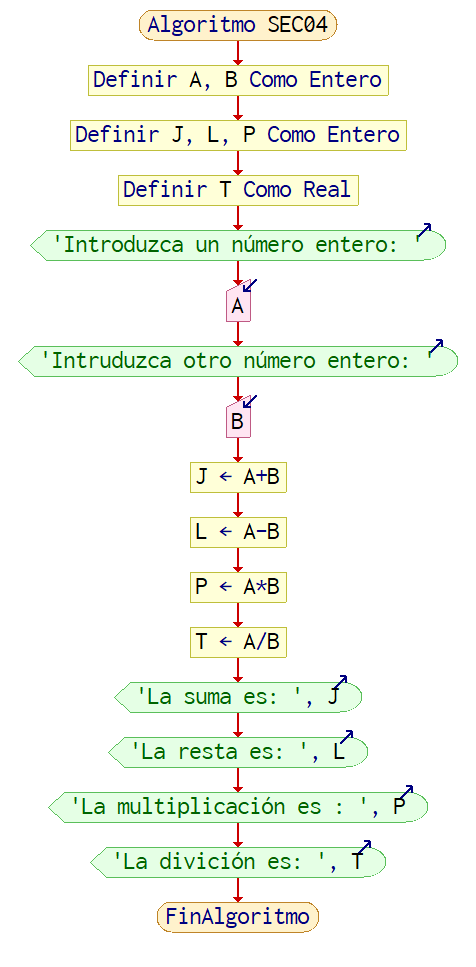 Algoritmo SEC04
Definir A, B Como Entero
Definir J, L, P Como Entero
Definir T Como Real
'Introduzca un número entero: '
A
'Intruduzca otro número entero: '
B
J ← A+B
L ← A-B
P ← A*B
T ← A/B
'La suma es: ', J
'La resta es: ', L
'La multiplicación es : ', P
'La divición es: ', T
FinAlgoritmo